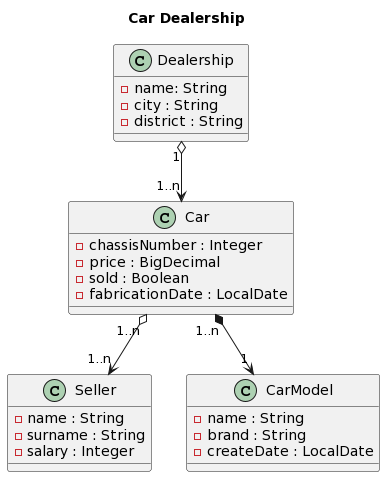 Car Dealership
C Dealership
name: String
city : String
district : String
1
1..n
C Car
chassisNumber : Integer
price : BigDecimal
sold : Boolean
fabricationDate : LocalDate
1..n 1..n
1..n 1
C Seller
name : String
surname : String
salary : Integer
C CarModel
name : String
brand : String
createDate : LocalDate